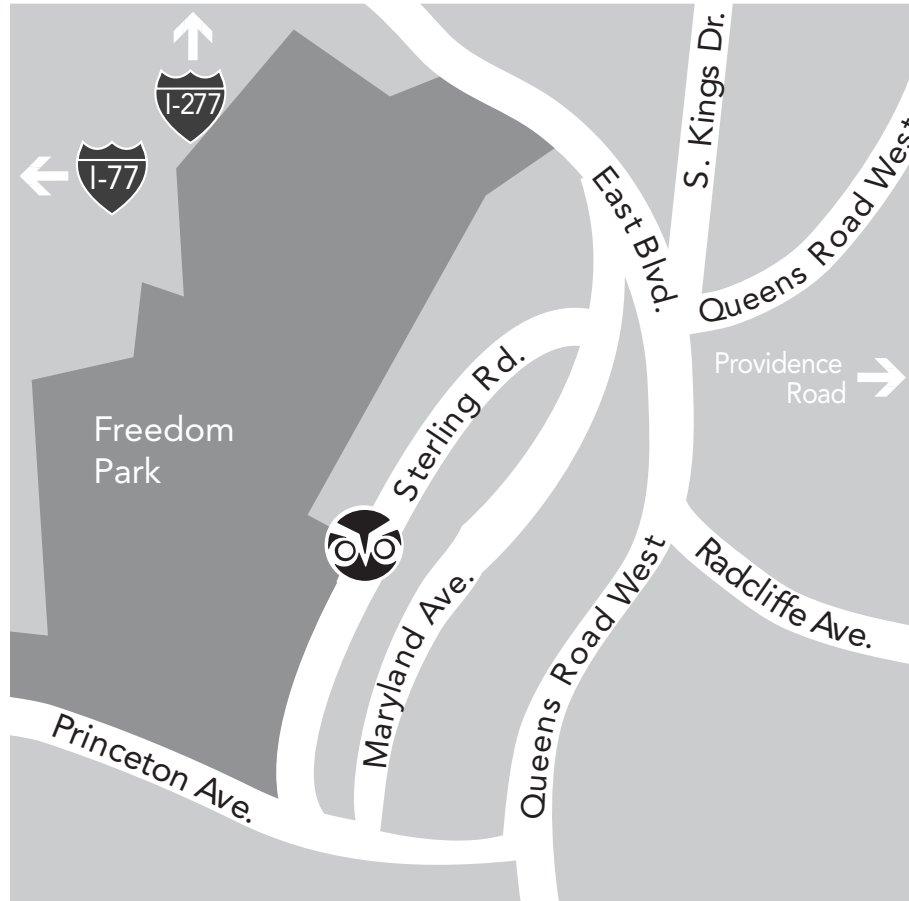 S. Kings Dr.
I-277
I-77
East Blvd.
Queens Road West
Providence
Road
Sterling Rd.
Freedom
Park
Queens Road West
Radcliffe Ave.
Maryland Ave.
Princeton Ave.